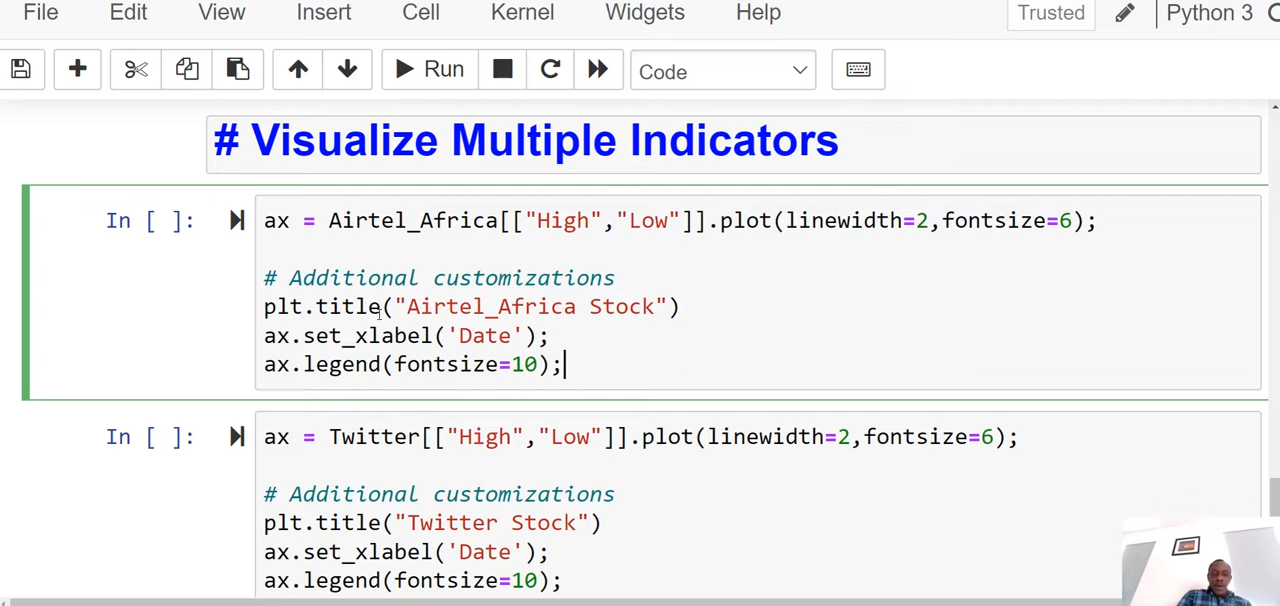 File Edit View Insert Cell Kernel Widgets Help Trusted Python 3
Run Code
# Visualize Multiple Indicators
In [ ]: ax = Airtel_Africa[["High","Low"]].plot(linewidth=2,fontsize=6);
# Additional customizations
plt.title("Airtel_Africa Stock")
ax.set_xlabel('Date');
ax.legend(fontsize=10);
In [ ]: ax = Twitter[["High","Low"]].plot(linewidth=2,fontsize=6);
# Additional customizations
plt.title("Twitter Stock")
ax.set_xlabel('Date');
ax.legend(fontsize=10);